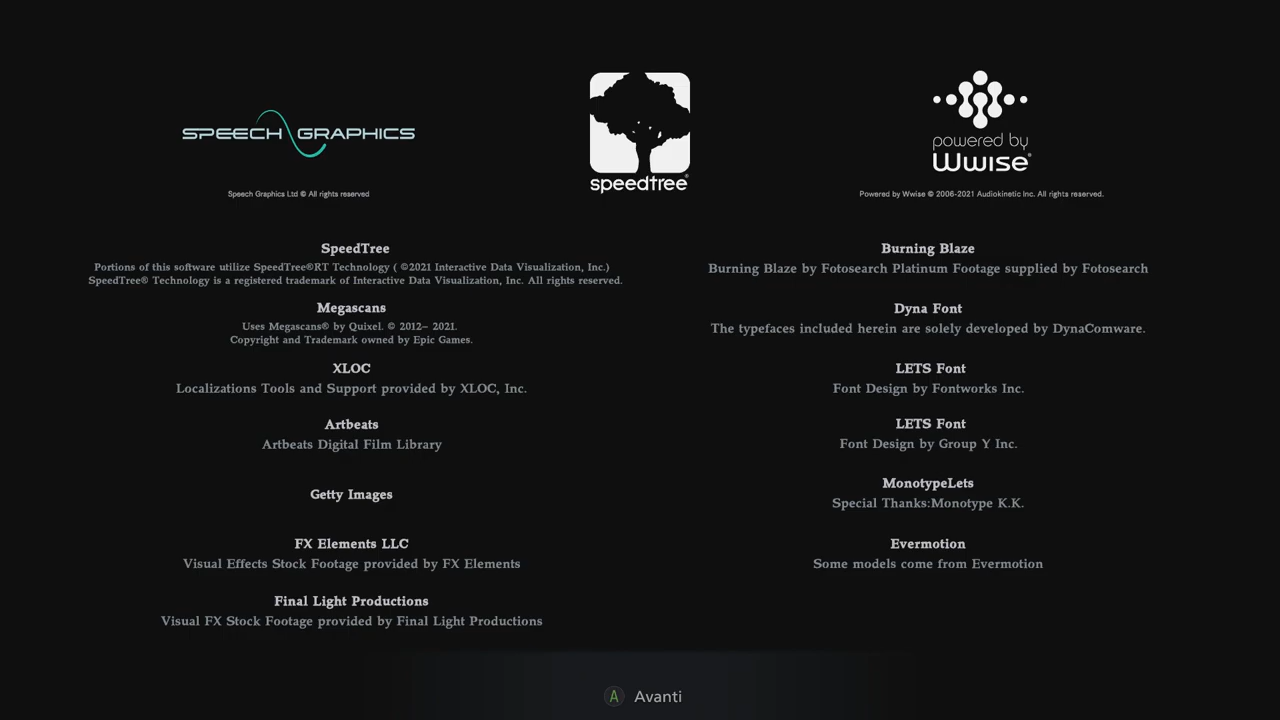 SPEECH GRAPHICS
Speech Graphics Ltd © All rights reserved
speedtree®
powered by
Wwise®
Powered by Wwise © 2006-2021 Audiokinetic Inc. All rights reserved.
SpeedTree
Portions of this software utilize SpeedTree®RT Technology ( ©2021 Interactive Data Visualization, Inc.)
SpeedTree® Technology is a registered trademark of Interactive Data Visualization, Inc. All rights reserved.
Megascans
Uses Megascans® by Quixel. © 2012– 2021.
Copyright and Trademark owned by Epic Games.
XLOC
Localizations Tools and Support provided by XLOC, Inc.
Artbeats
Artbeats Digital Film Library
Getty Images
FX Elements LLC
Visual Effects Stock Footage provided by FX Elements
Final Light Productions
Visual FX Stock Footage provided by Final Light Productions
Burning Blaze
Burning Blaze by Fotosearch Platinum Footage supplied by Fotosearch
Dyna Font
The typefaces included herein are solely developed by DynaComware.
LETS Font
Font Design by Fontworks Inc.
LETS Font
Font Design by Group Y Inc.
MonotypeLets
Special Thanks:Monotype K.K.
Evermotion
Some models come from Evermotion
A Avanti